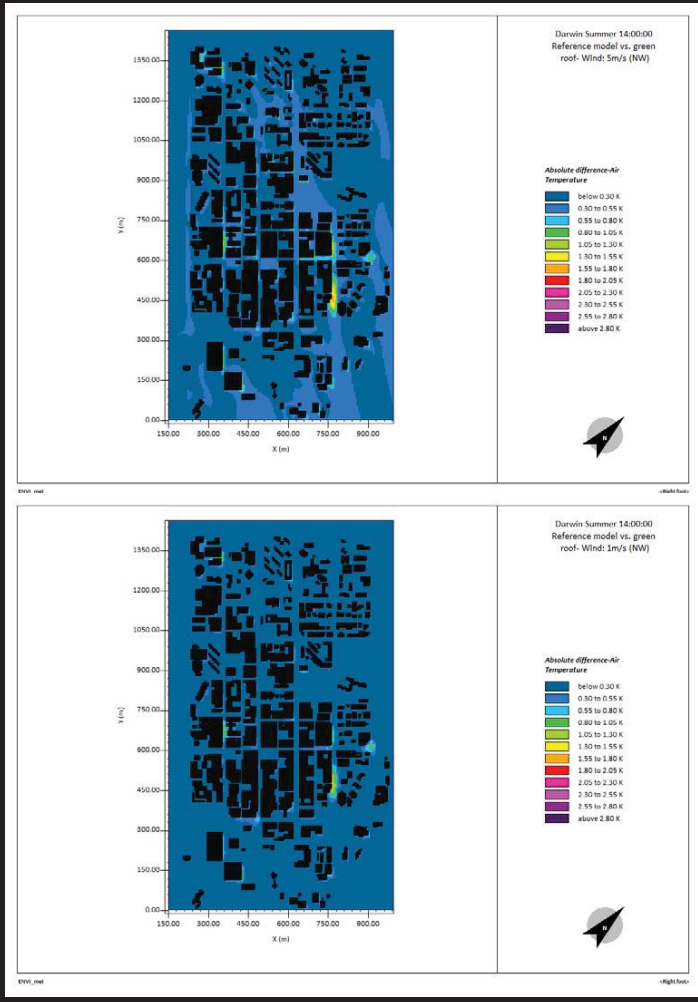 Darwin Summer 14:00:00
Reference model vs. green
roof- Wind: 5m/s (NW)
1350.00
1200.00
1050.00
900.00
750.00
600.00
450.00
300.00
150.00
0.00
Y (m)
150.00 300.00 450.00 600.00 750.00 900.00
X (m)
Absolute difference-Air
Temperature
below 0.30 K
0.30 to 0.55 K
0.55 to 0.80 K
0.80 to 1.05 K
1.05 to 1.30 K
1.30 to 1.55 K
1.55 to 1.80 K
1.80 to 2.05 K
2.05 to 2.30 K
2.30 to 2.55 K
2.55 to 2.80 K
above 2.80 K
N
ENVI_met
<Right foot>
Darwin Summer 14:00:00
Reference model vs. green
roof- Wind: 1m/s (NW)
1350.00
1200.00
1050.00
900.00
750.00
600.00
450.00
300.00
150.00
0.00
Y (m)
150.00 300.00 450.00 600.00 750.00 900.00
X (m)
Absolute difference-Air
Temperature
below 0.30 K
0.30 to 0.55 K
0.55 to 0.80 K
0.80 to 1.05 K
1.05 to 1.30 K
1.30 to 1.55 K
1.55 to 1.80 K
1.80 to 2.05 K
2.05 to 2.30 K
2.30 to 2.55 K
2.55 to 2.80 K
above 2.80 K
N
ENVI_met
<Right foot>